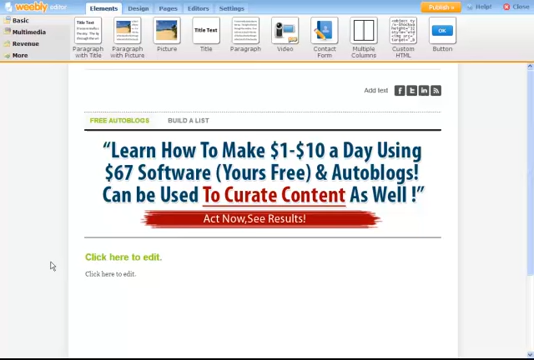 weebly editor
Elements Design Pages Editors Settings
Publish Help! Close
Basic
Multimedia
Revenue
More
Title Text
Title Text
OK
Paragraph with Title
Paragraph with Picture
Picture
Title
Paragraph
Video
Contact Form
Multiple Columns
Custom HTML
Button
Add text
FREE AUTOBLOGS BUILD A LIST
“Learn How To Make $1-$10 a Day Using
$67 Software (Yours Free) & Autoblogs!
Can be Used To Curate Content As Well !”
Act Now,See Results!
Click here to edit.
Click here to edit.